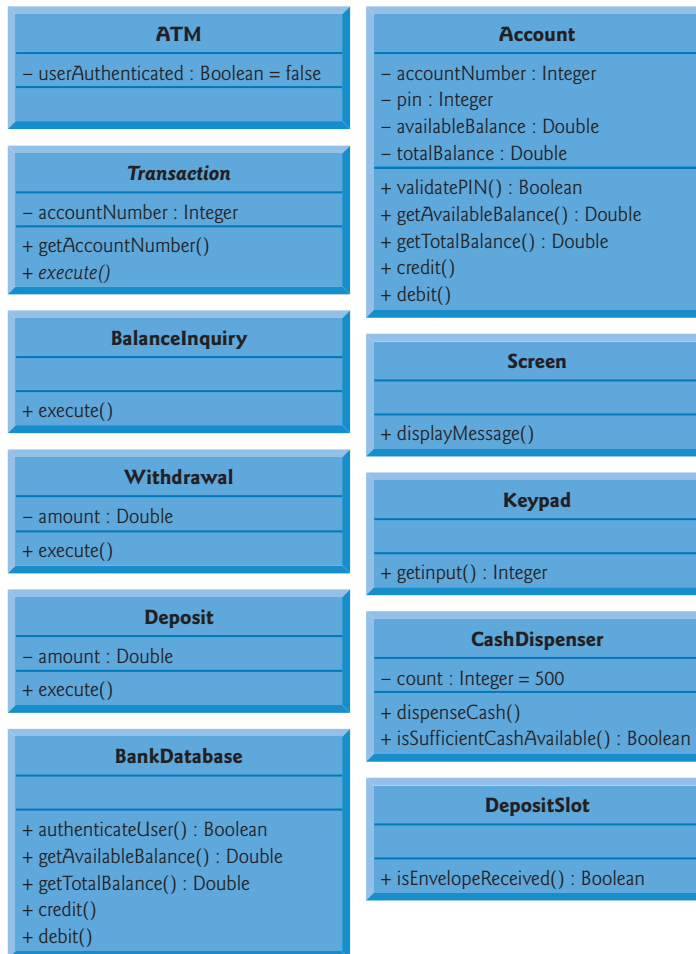 ATM
– userAuthenticated : Boolean = false
Transaction
– accountNumber : Integer
+ getAccountNumber()
+ execute()
BalanceInquiry
+ execute()
Withdrawal
– amount : Double
+ execute()
Deposit
– amount : Double
+ execute()
BankDatabase
+ authenticateUser() : Boolean
+ getAvailableBalance() : Double
+ getTotalBalance() : Double
+ credit()
+ debit()
Account
– accountNumber : Integer
– pin : Integer
– availableBalance : Double
– totalBalance : Double
+ validatePIN() : Boolean
+ getAvailableBalance() : Double
+ getTotalBalance() : Double
+ credit()
+ debit()
Screen
+ displayMessage()
Keypad
+ getinput() : Integer
CashDispenser
– count : Integer = 500
+ dispenseCash()
+ isSufficientCashAvailable() : Boolean
DepositSlot
+ isEnvelopeReceived() : Boolean